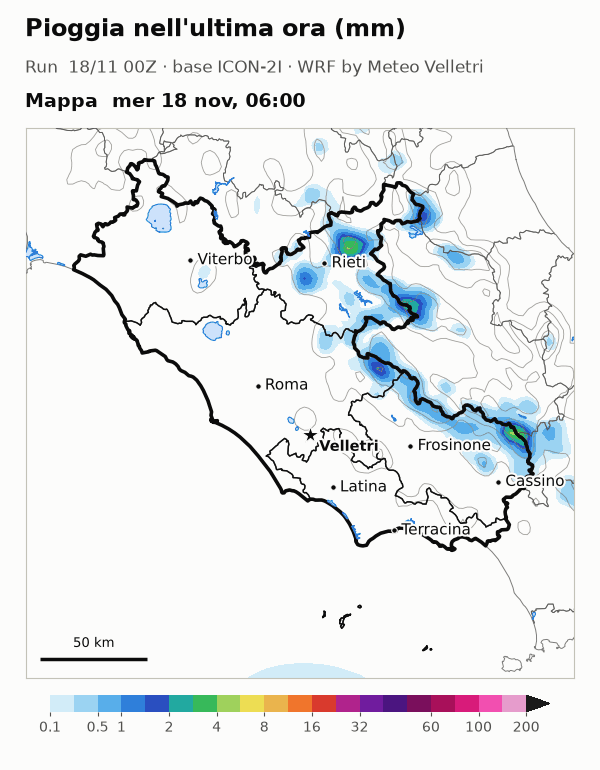 Pioggia nell'ultima ora (mm)
Run  18/11 00Z · base ICON-2I · WRF by Meteo Velletri
Mappa  mer 18 nov, 06:00
Viterbo
Rieti
Roma
Velletri
Frosinone
Latina
Cassino
Terracina
50 km
0.1 0.5 1 2 4 8 16 32 60 100 200